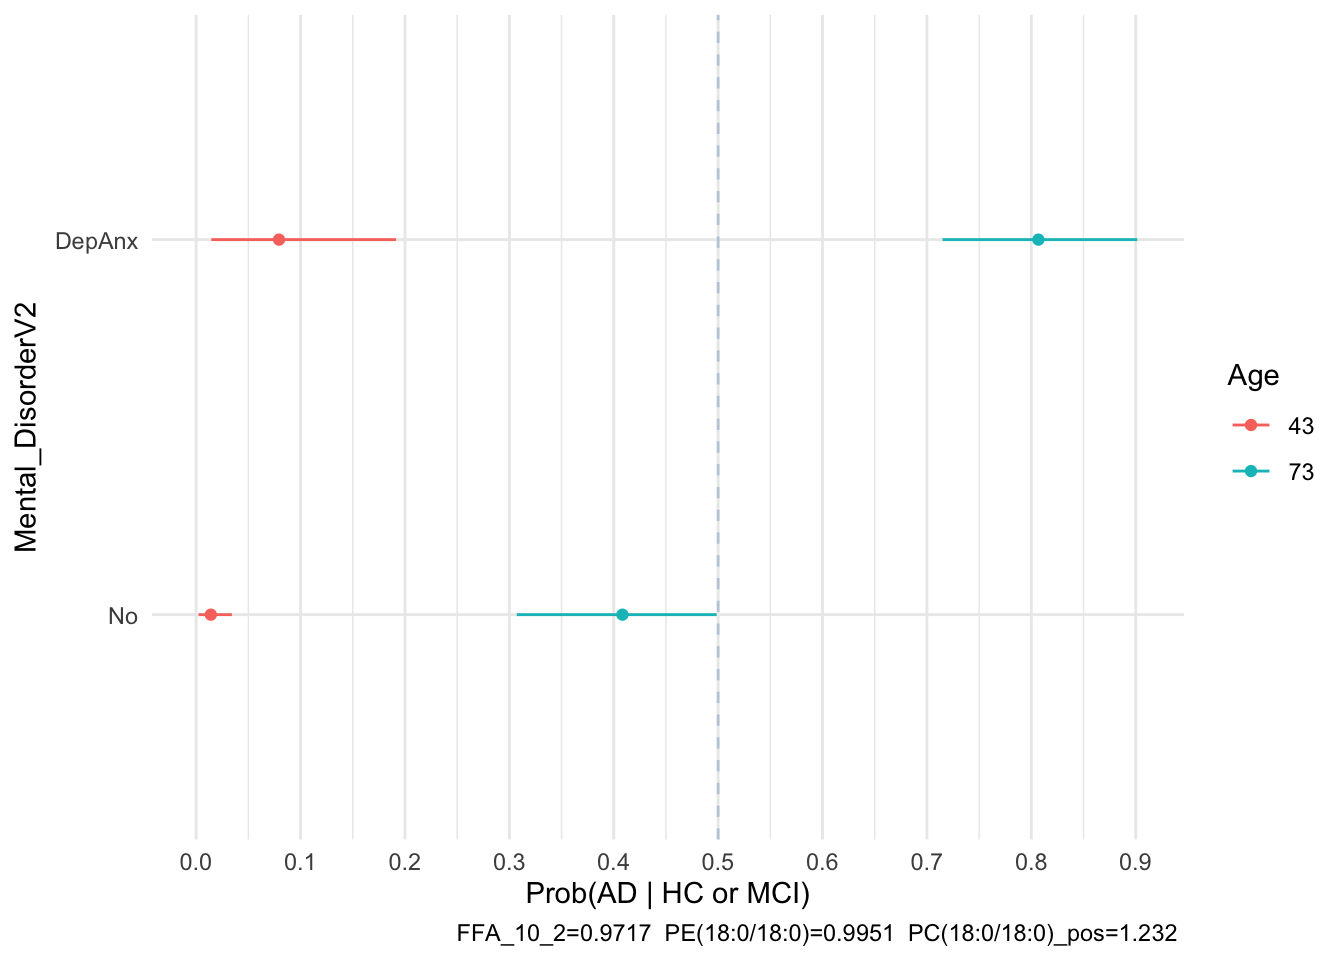 Mental_DisorderV2
DepAnx
No
0.0 0.1 0.2 0.3 0.4 0.5 0.6 0.7 0.8 0.9
Prob(AD | HC or MCI)
FFA_10_2=0.9717 PE(18:0/18:0)=0.9951 PC(18:0/18:0)_pos=1.232
Age
43
73